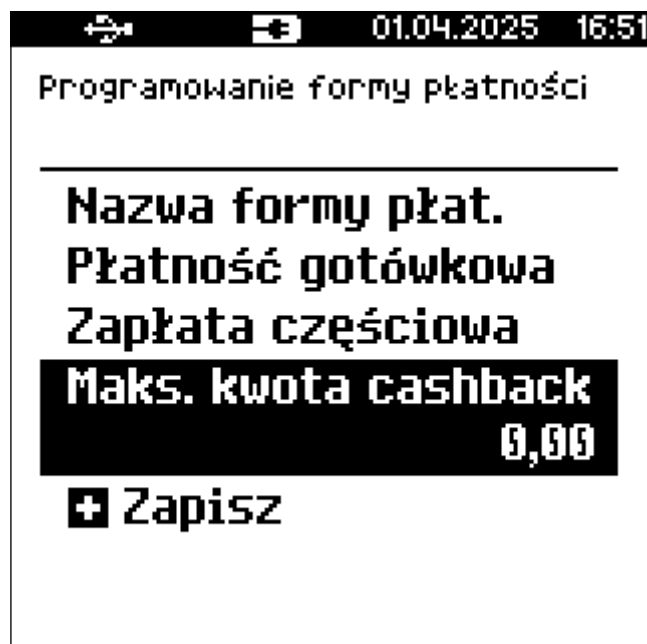 01.04.2025 16:51
Programowanie formy płatności
Nazwa formy płat.
Płatność gotówkowa
Zapłata częściowa
Maks. kwota cashback
0,00
Zapisz